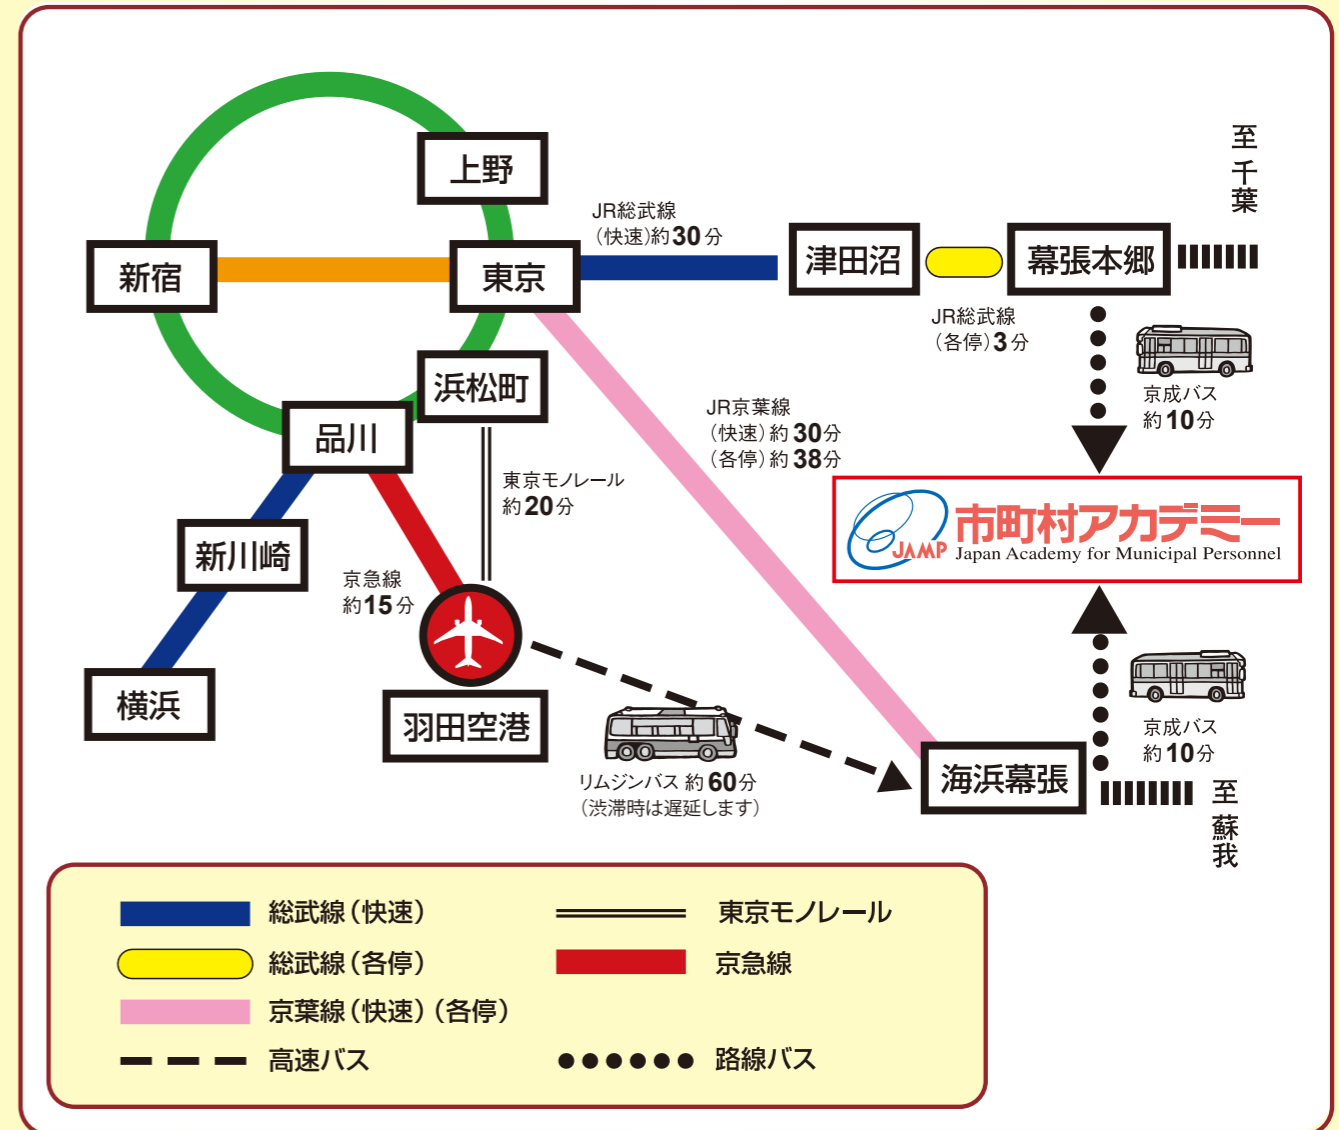 上野
新宿
東京
JR総武線
（快速）約30分
津田沼
幕張本郷
至千葉
JR総武線
（各停）3分
浜松町
品川
京成バス
約10分
JR京葉線
（快速）約30分
（各停）約38分
東京モノレール
約20分
JAMP
市町村アカデミー
Japan Academy for Municipal Personnel
新川崎
京急線
約15分
横浜
羽田空港
京成バス
約10分
リムジンバス 約60分
（渋滞時は遅延します）
海浜幕張
至蘇我
総武線（快速）
東京モノレール
総武線（各停）
京急線
京葉線（快速）（各停）
高速バス
路線バス